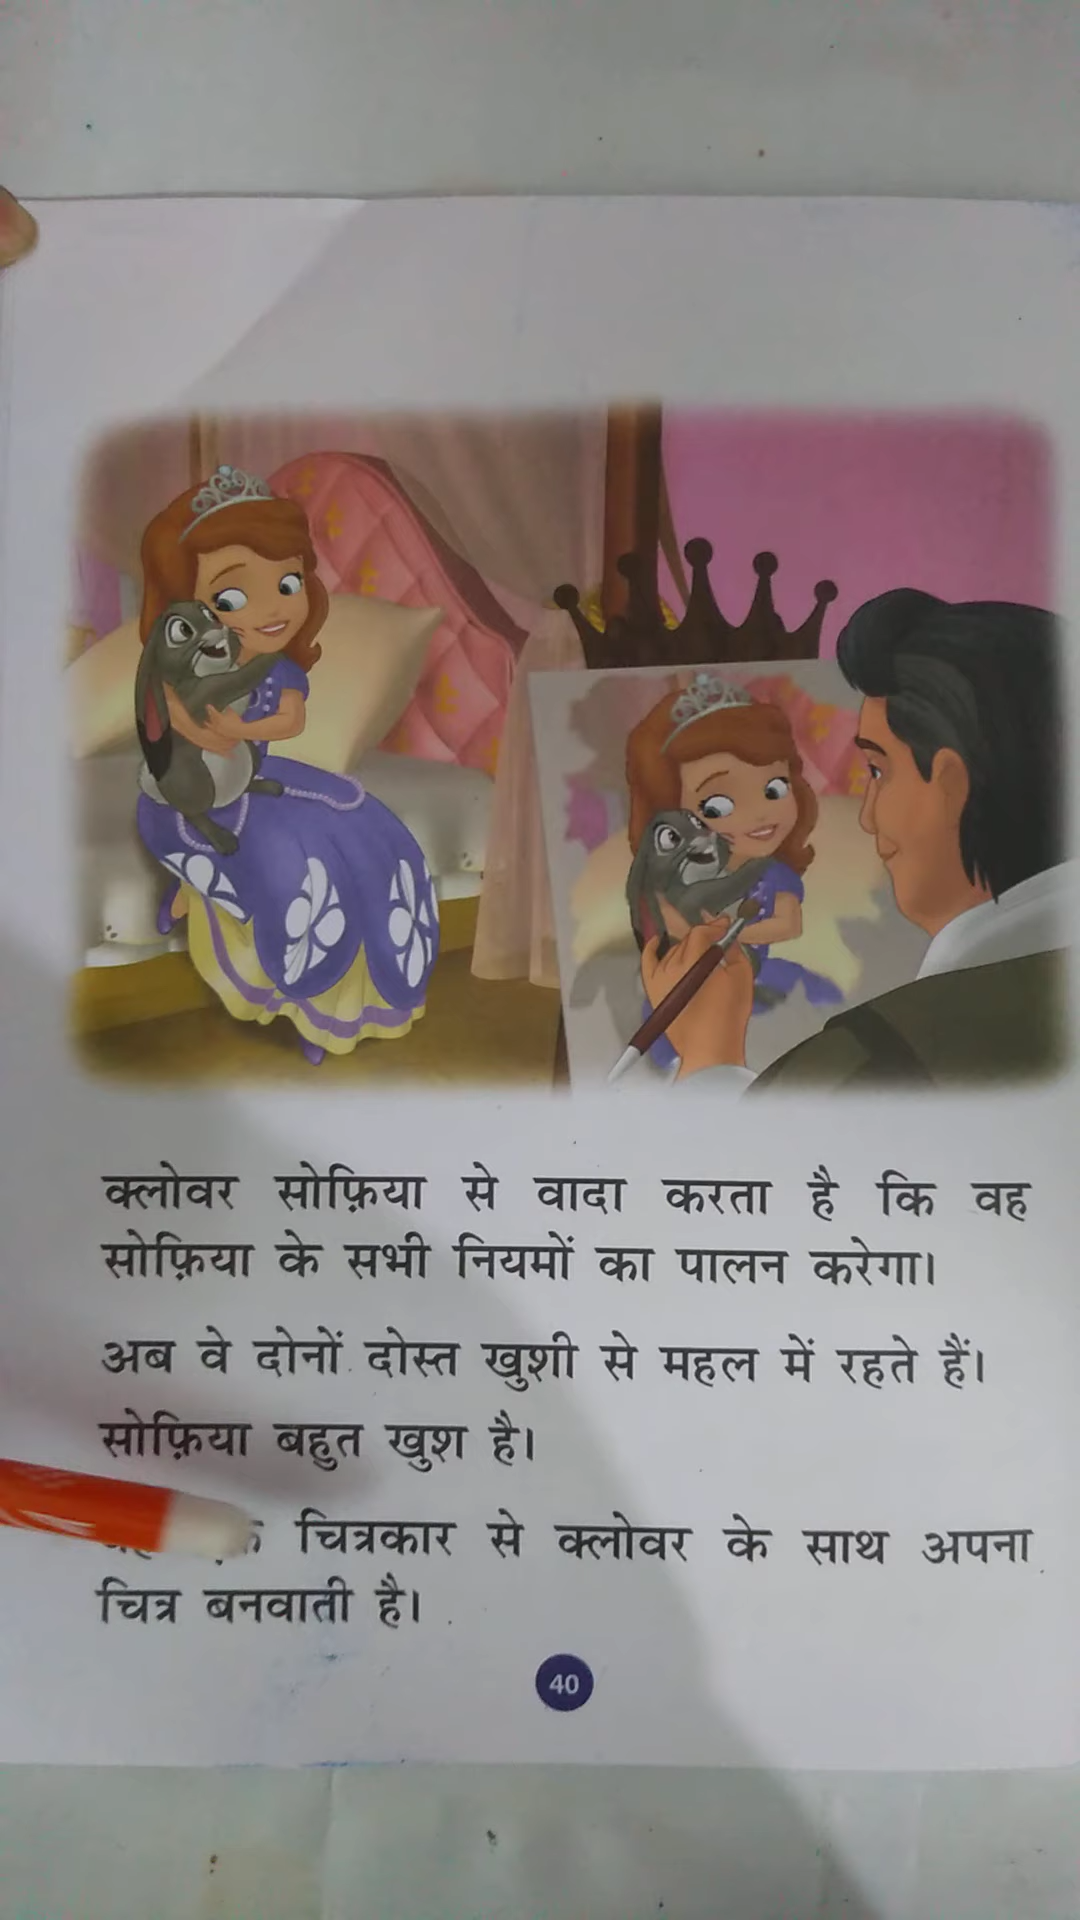 क्लोवर सोफ़िया से वादा करता है कि वह
सोफ़िया के सभी नियमों का पालन करेगा।
अब वे दोनों दोस्त खुशी से महल में रहते हैं।
सोफ़िया बहुत खुश है।
चित्रकार से क्लोवर के साथ अपना
चित्र बनवाती है।
40